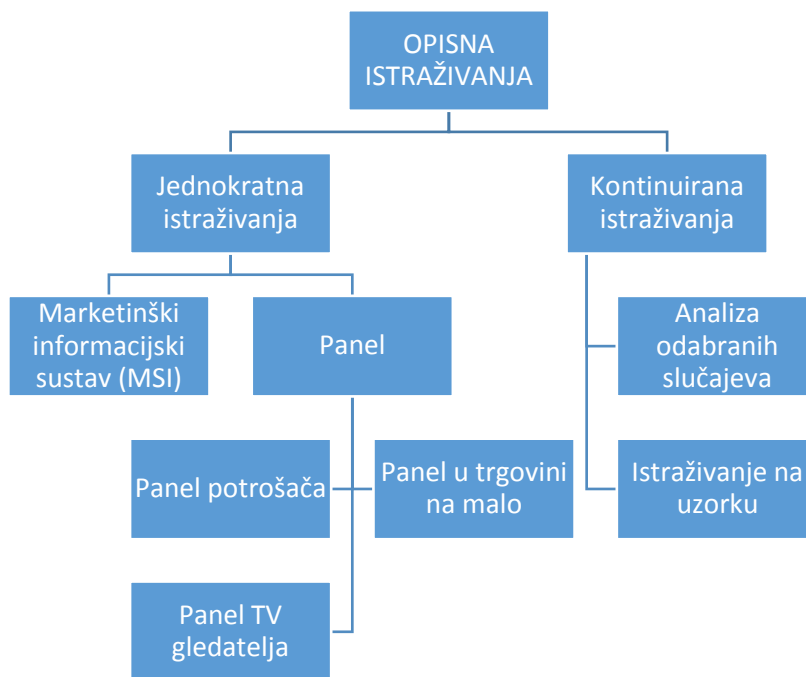 OPISNA
ISTRAŽIVANJA
Jednokratna
istraživanja
Kontinuirana
istraživanja
Marketinški
informacijski
sustav (MSI)
Panel
Analiza
odabranih
slučajeva
Panel potrošača
Panel u trgovini
na malo
Istraživanje na
uzorku
Panel TV
gledatelja